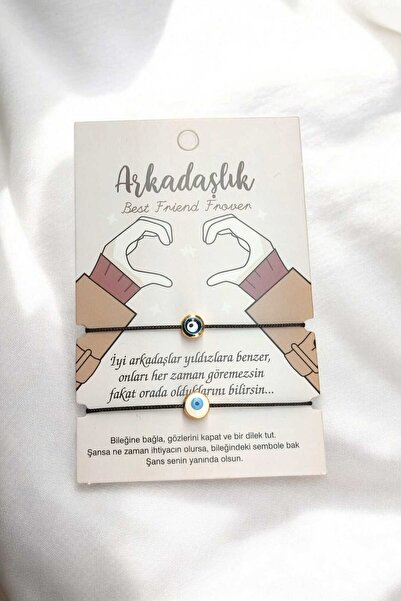 Arkadaşlık
Best Friend Frover
İyi arkadaşlar yıldızlara benzer,
onları her zaman göremezsin
fakat orada olduklarını bilirsin...
Bileğine bağla, gözlerini kapat ve bir dilek tut.
Şansa ne zaman ihtiyacın olursa, bileğindeki sembole bak
Şans senin yanında olsun.